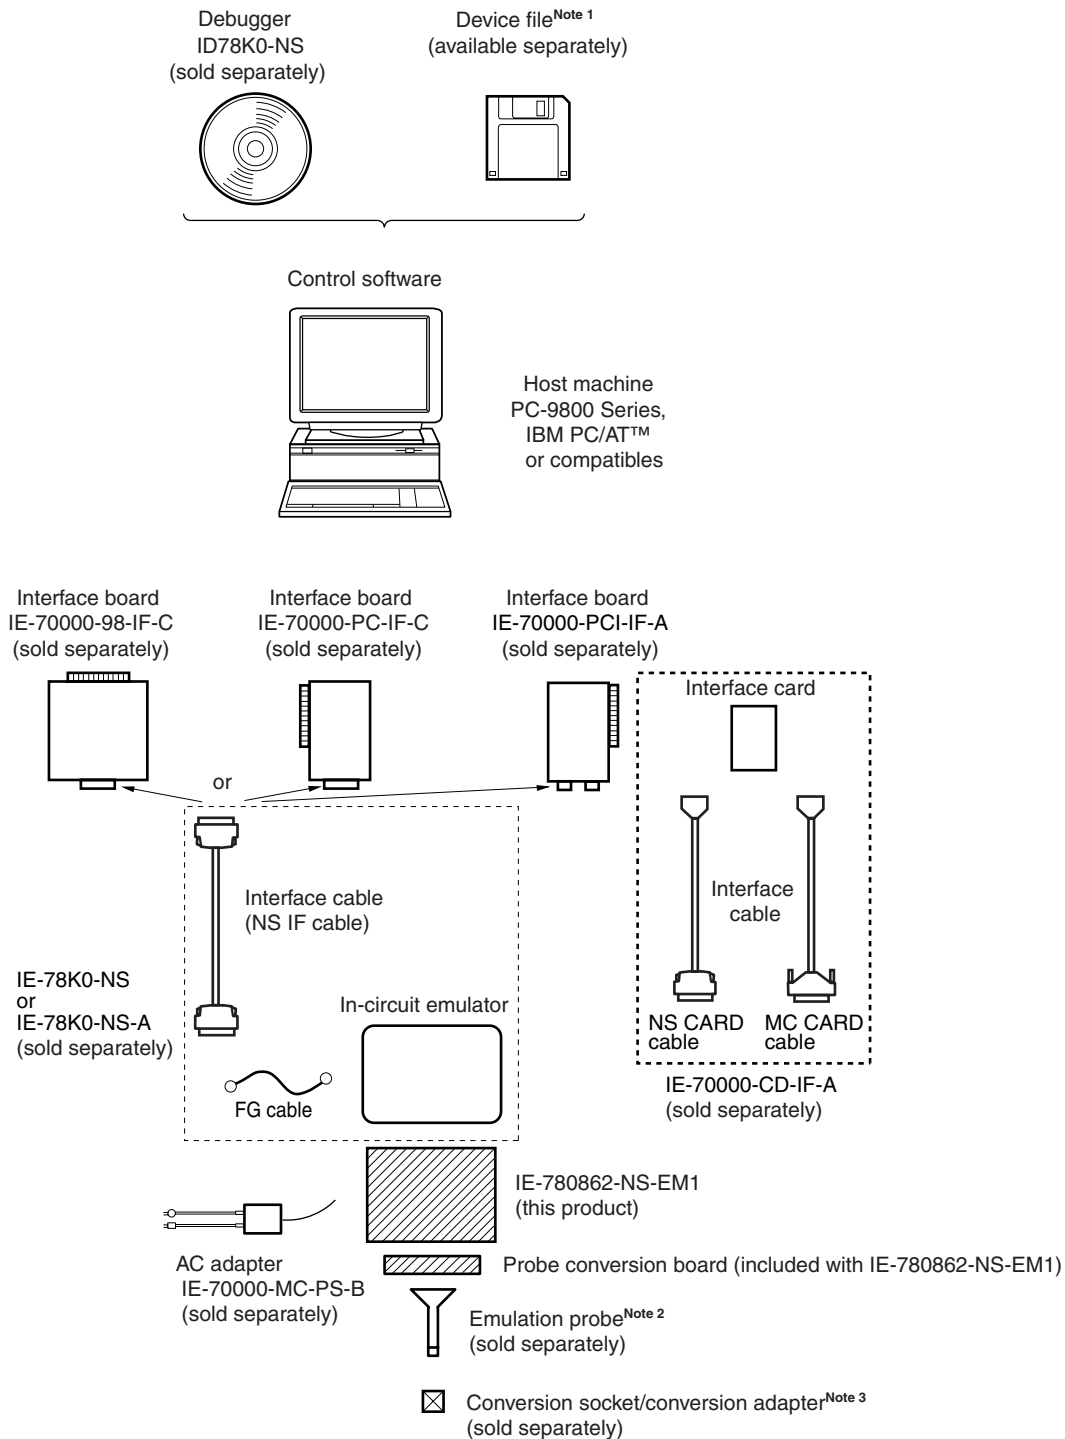 Debugger
ID78K0-NS
(sold separately)
Device file Note 1
(available separately)
Control software
Host machine
PC-9800 Series,
IBM PC/AT™
or compatibles
Interface board
IE-70000-98-IF-C
(sold separately)
Interface board
IE-70000-PC-IF-C
(sold separately)
Interface board
IE-70000-PCI-IF-A
(sold separately)
Interface card
or
Interface cable
(NS IF cable)
Interface
cable
IE-78K0-NS
or
IE-78K0-NS-A
(sold separately)
In-circuit emulator
NS CARD
cable
MC CARD
cable
FG cable
IE-70000-CD-IF-A
(sold separately)
IE-780862-NS-EM1
(this product)
AC adapter
IE-70000-MC-PS-B
(sold separately)
Probe conversion board (included with IE-780862-NS-EM1)
Emulation probe Note 2
(sold separately)
Conversion socket/conversion adapter Note 3
(sold separately)